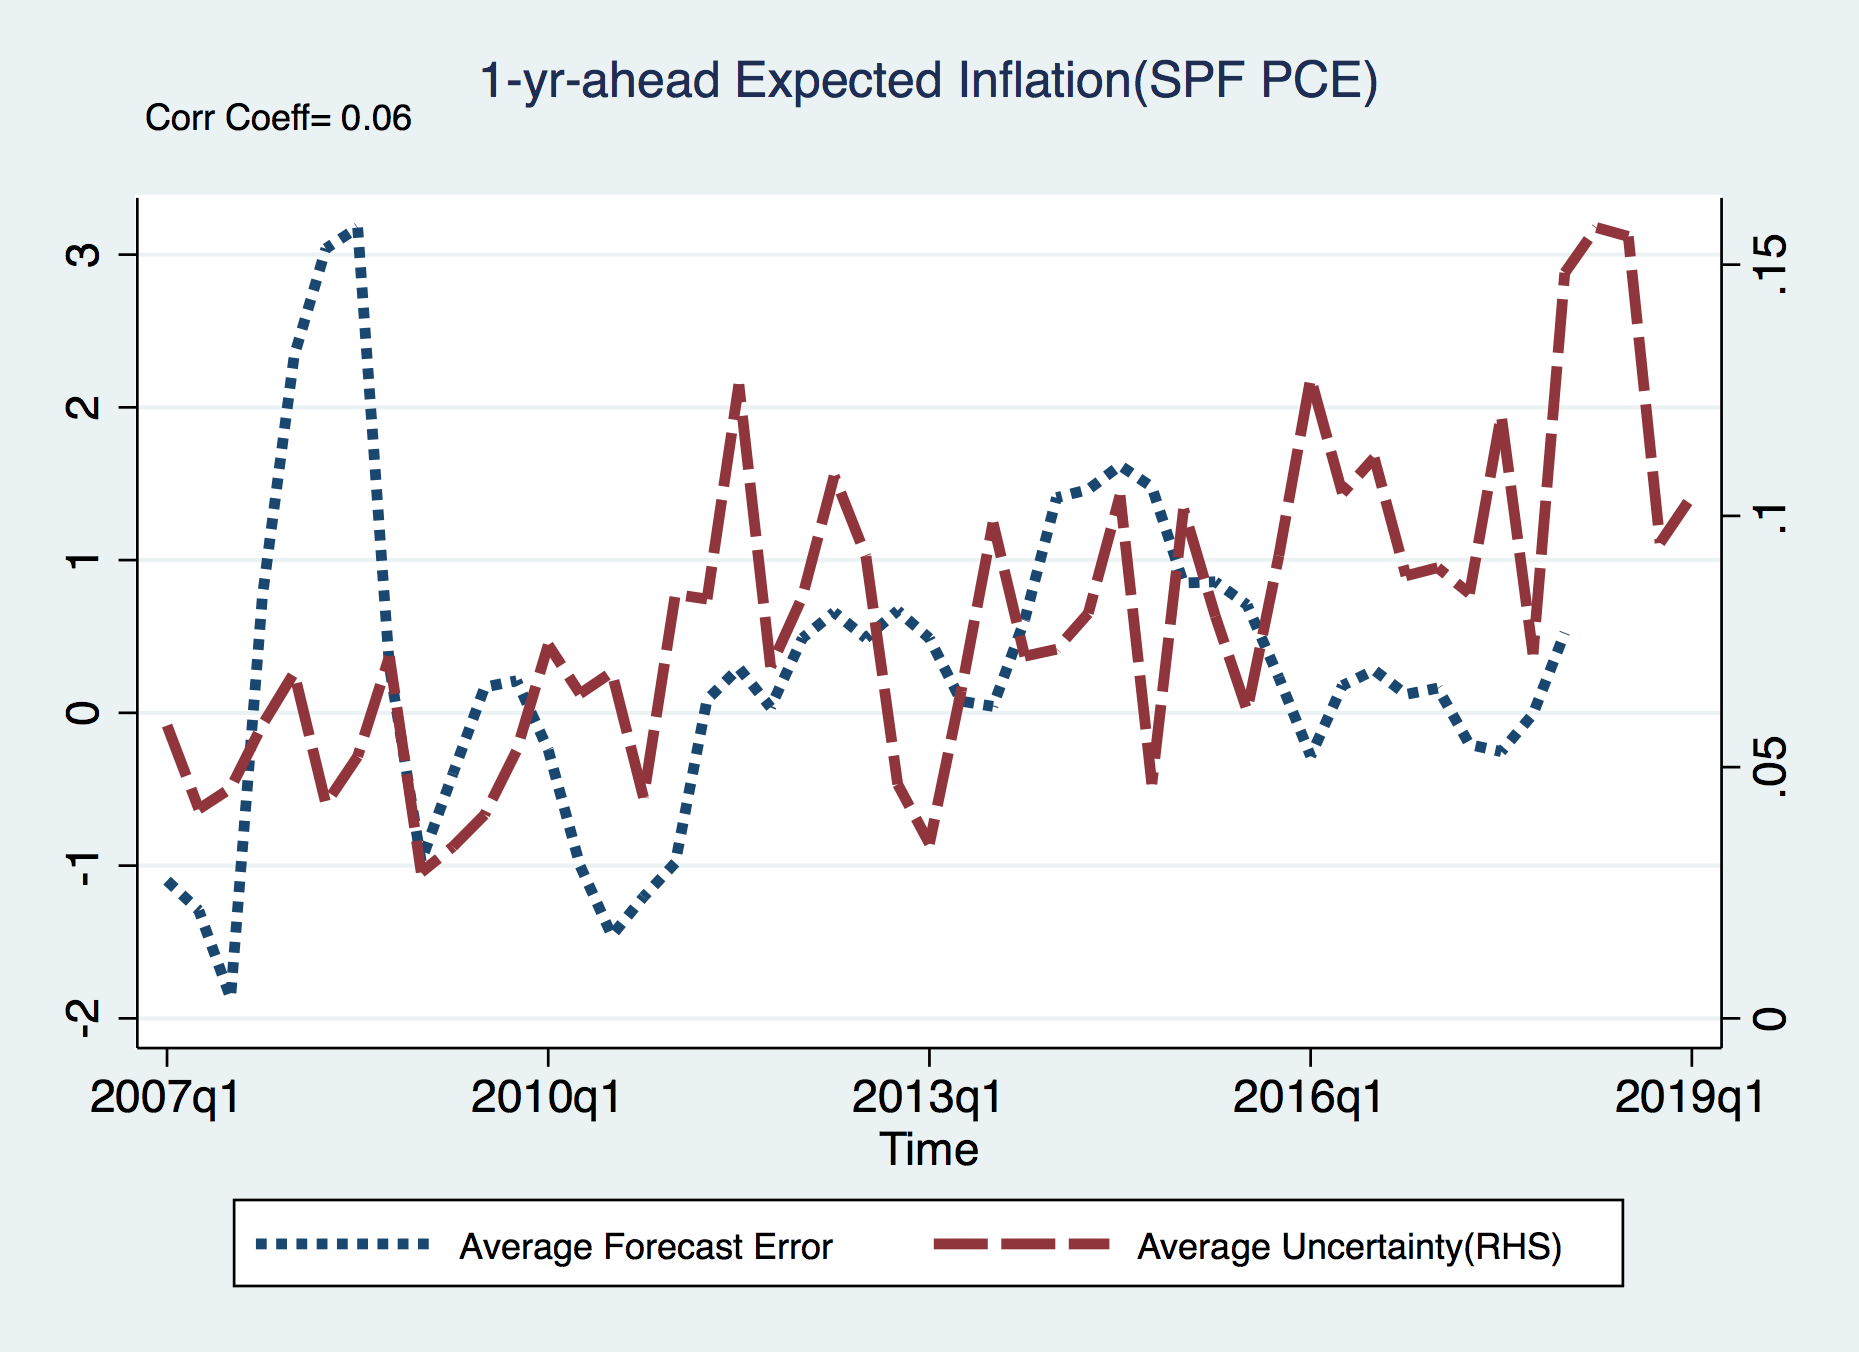 1-yr-ahead Expected Inflation(SPF PCE)
Corr Coeff= 0.06
3
2
1
0
-1
-2
.15
.1
.05
0
2007q1 2010q1 2013q1 2016q1 2019q1
Time
Average Forecast Error Average Uncertainty(RHS)